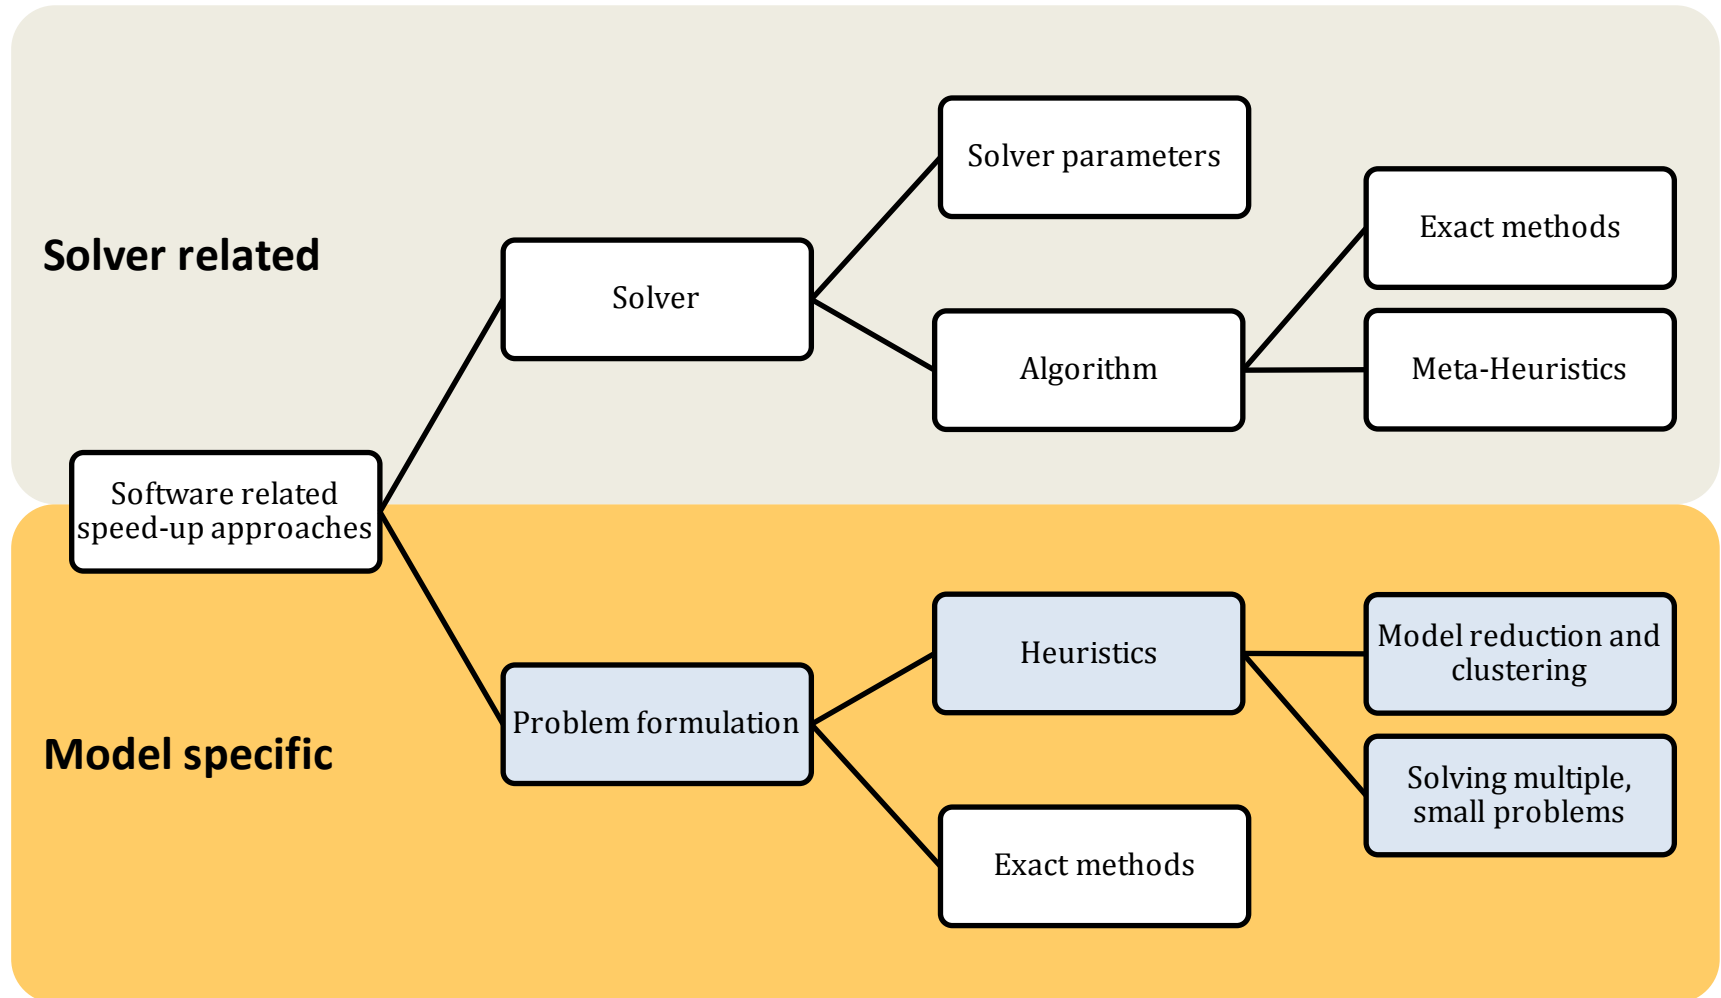 Solver parameters
Exact methods
Solver related
Solver
Algorithm
Meta-Heuristics
Software related
speed-up approaches
Heuristics
Model reduction and
clustering
Problem formulation
Model specific
Solving multiple,
small problems
Exact methods